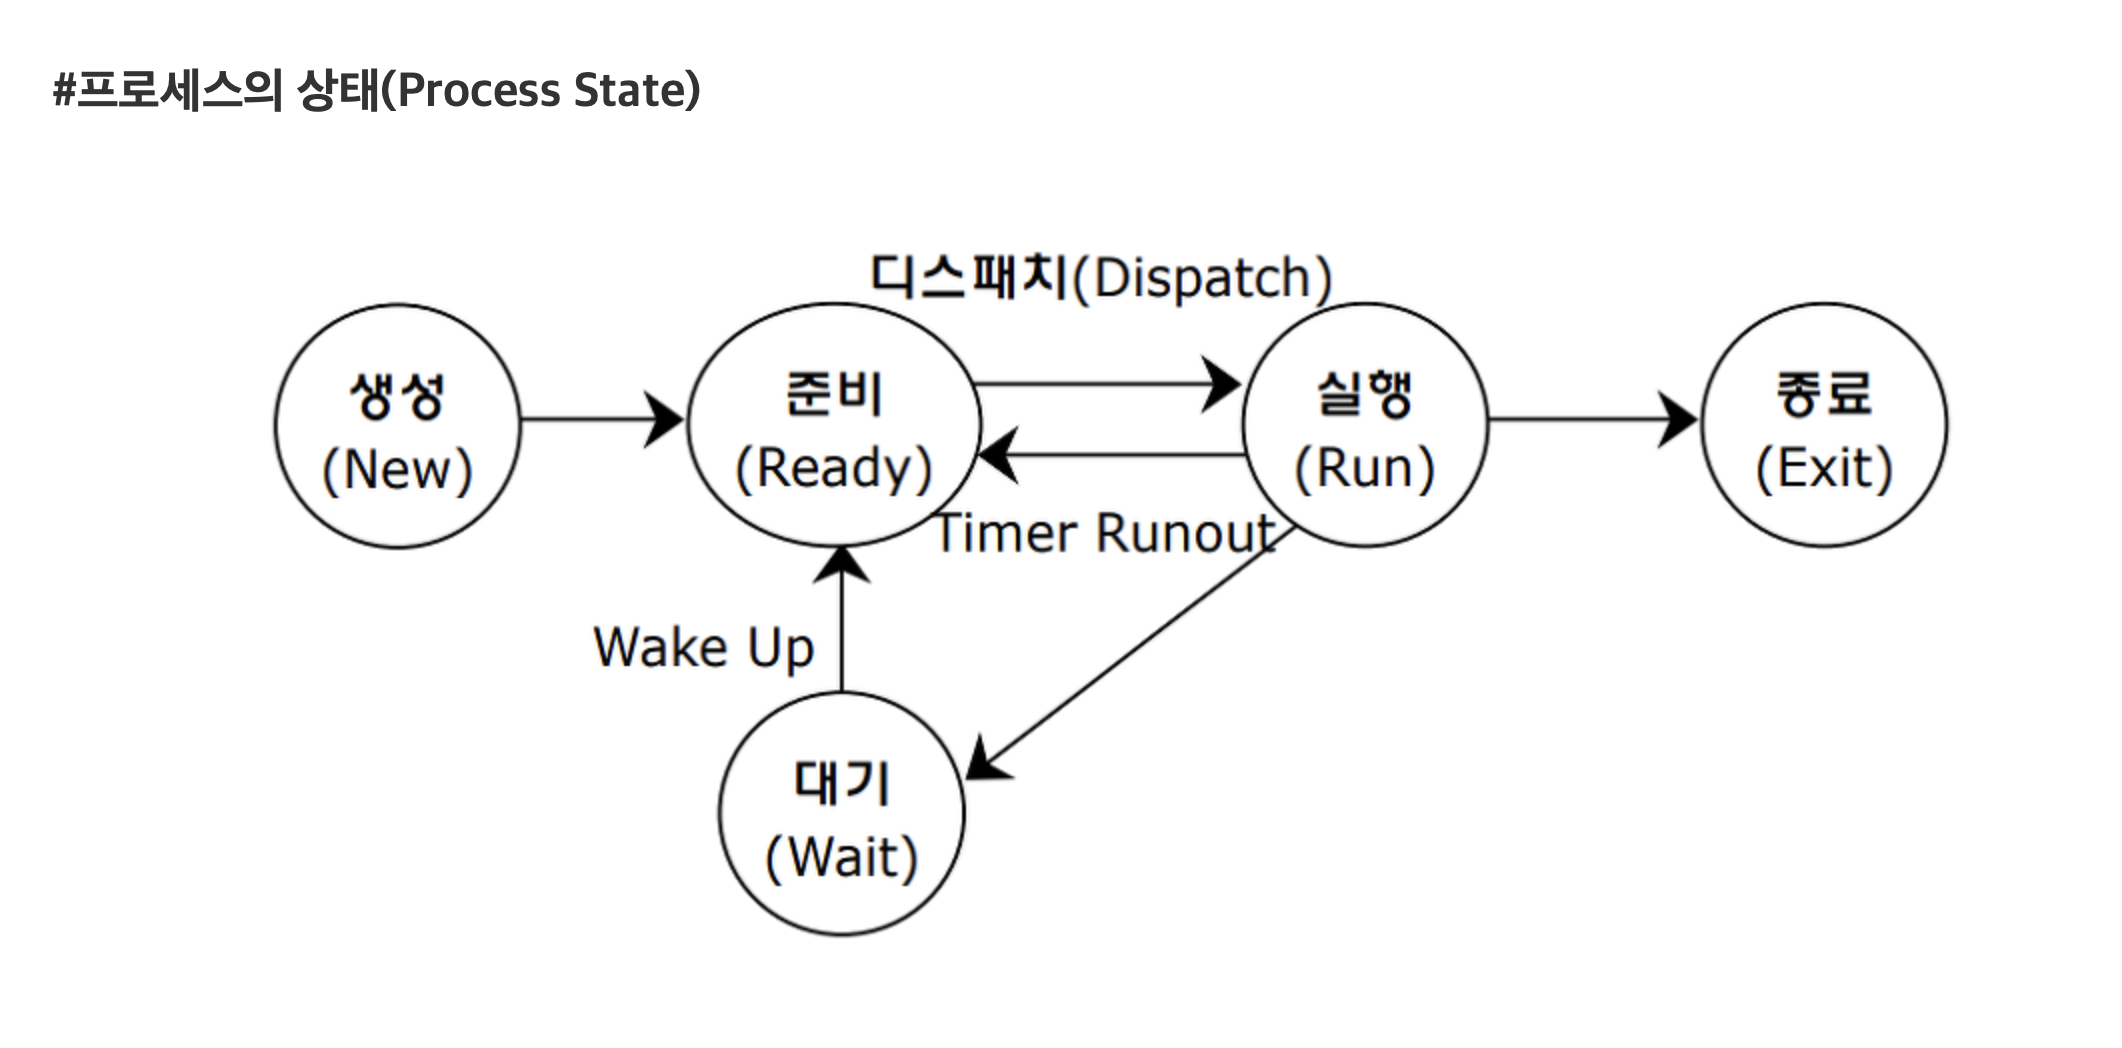 #프로세스의 상태(Process State)
디스패치(Dispatch)
생성
(New)
준비
(Ready)
실행
(Run)
종료
(Exit)
Timer Runout
Wake Up
대기
(Wait)